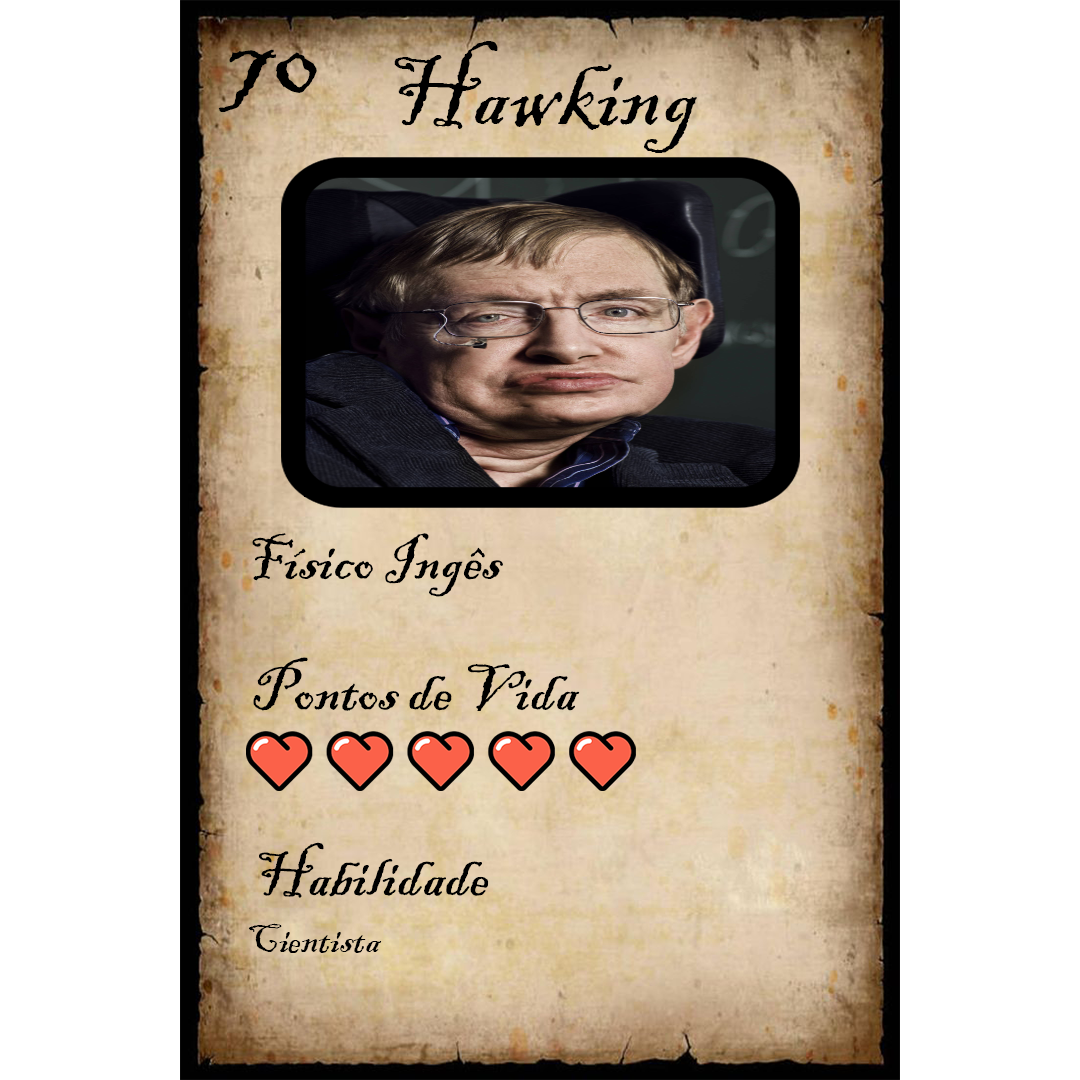 70 Hawking
Físico Ingês
Pontos de Vida
Habilidade
Cientista